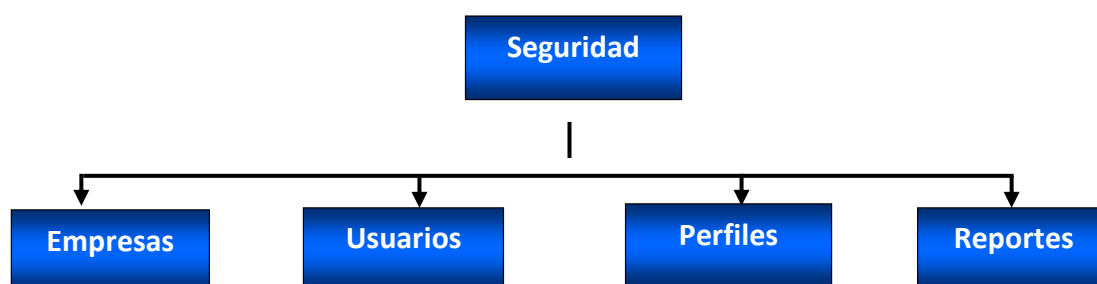 Seguridad
Empresas
Usuarios
Perfiles
Reportes